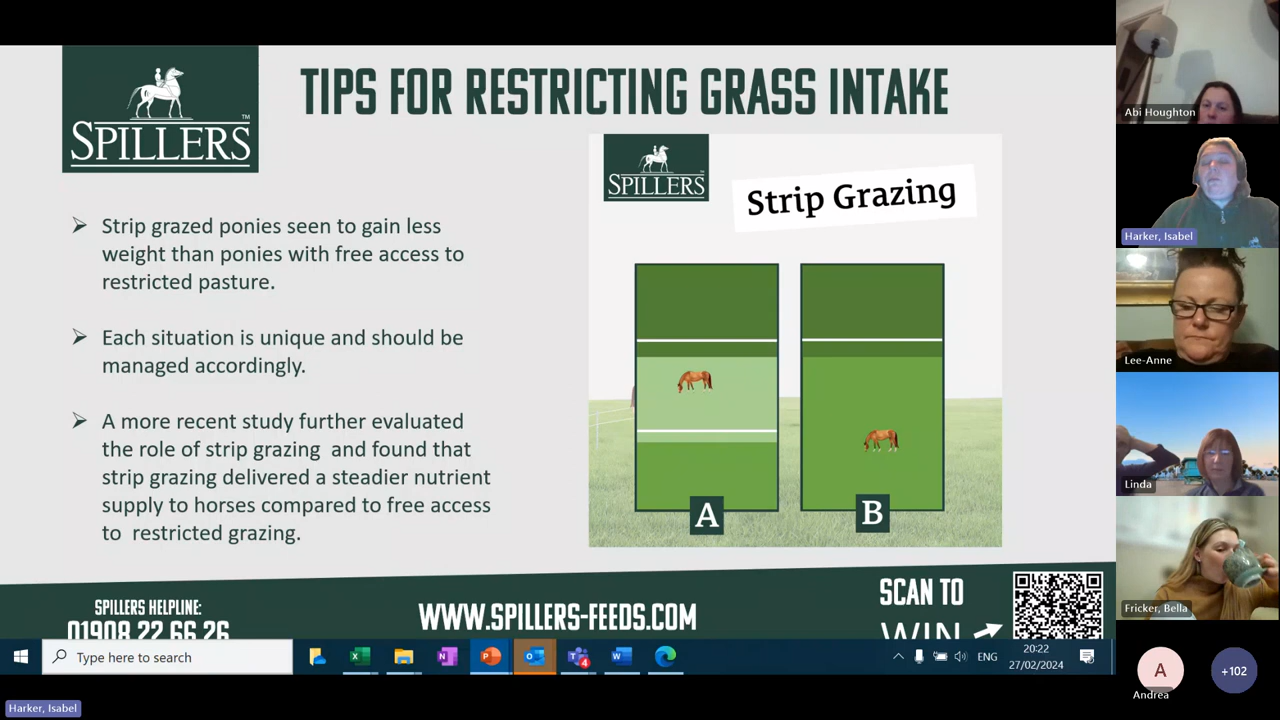 SPILLERS
TM
TIPS FOR RESTRICTING GRASS INTAKE
Strip grazed ponies seen to gain less
weight than ponies with free access to
restricted pasture.
Each situation is unique and should be
managed accordingly.
A more recent study further evaluated
the role of strip grazing and found that
strip grazing delivered a steadier nutrient
supply to horses compared to free access
to restricted grazing.
SPILLERS
Strip Grazing
A
B
SPILLERS HELPLINE:
01908 22 66 26
WWW.SPILLERS-FEEDS.COM
SCAN TO
WIN
Type here to search
4
ENG
20:22
27/02/2024
Abi Houghton
Harker, Isabel
Lee-Anne
Linda
Fricker, Bella
A
Andrea
+102
Harker, Isabel